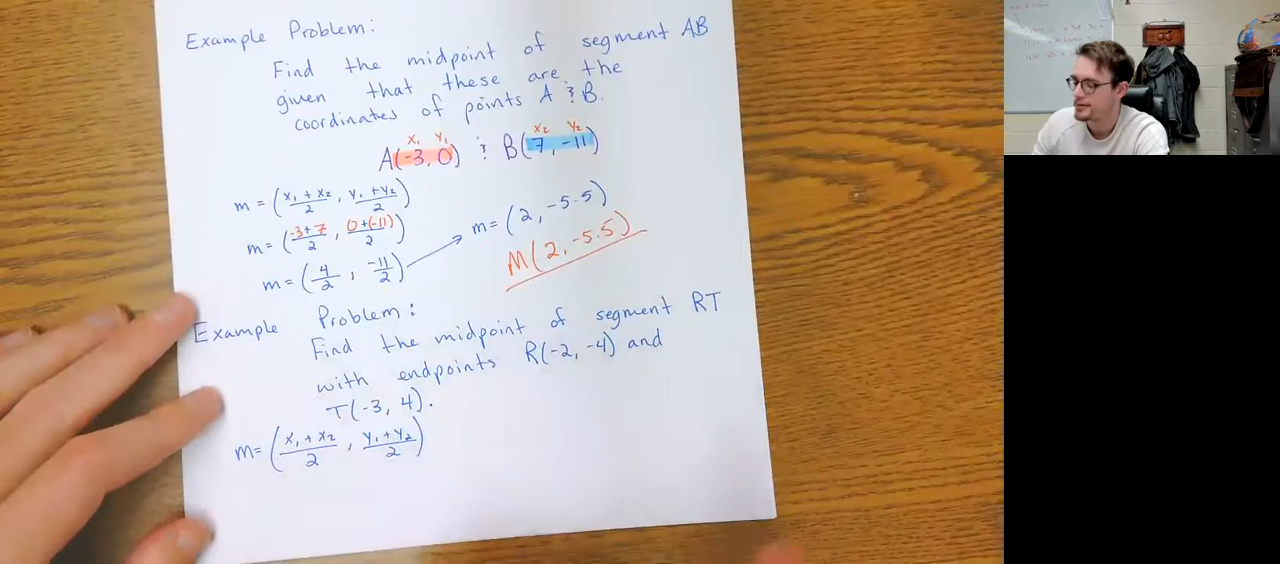 Example Problem:
Find the midpoint of segment AB
given that these are the
coordinates of points A & B.
x₁ y₁ x₂ y₂
A(-3, 0) & B(7, -11)
m = (x₁ + x₂ / 2, y₁ + y₂ / 2)
m = (-3+7 / 2, 0+(-11) / 2)
m = (4 / 2, -11 / 2)
m = (2, -5.5)
M(2, -5.5)
Example Problem:
Find the midpoint of segment RT
with endpoints R(-2, -4) and
T(-3, 4).
m = (x₁ + x₂ / 2, y₁ + y₂ / 2)